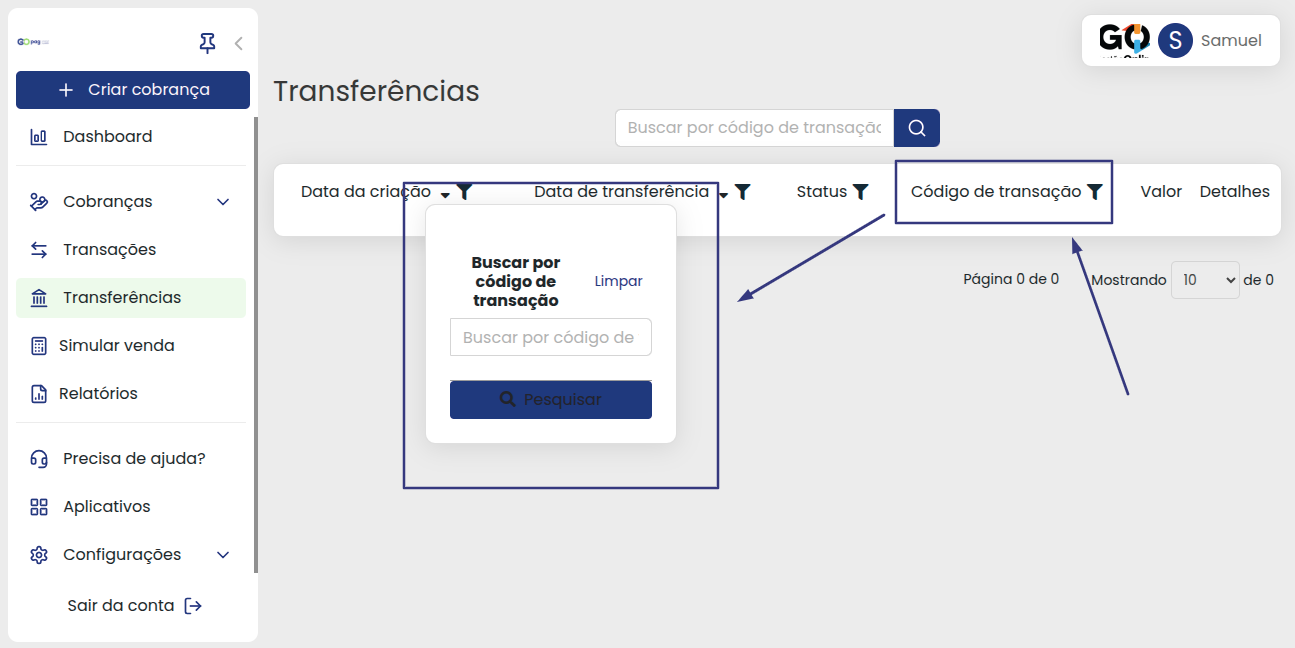 GOpag
Criar cobrança
Dashboard
Cobranças
Transações
Transferências
Simular venda
Relatórios
Precisa de ajuda?
Aplicativos
Configurações
Sair da conta
GO
S Samuel
Transferências
Buscar por código de transação
Data da criação Data de transferência Status Código de transação Valor Detalhes
Buscar por
código de
transação
Limpar
Buscar por código de
Pesquisar
Página 0 de 0 Mostrando 10 de 0